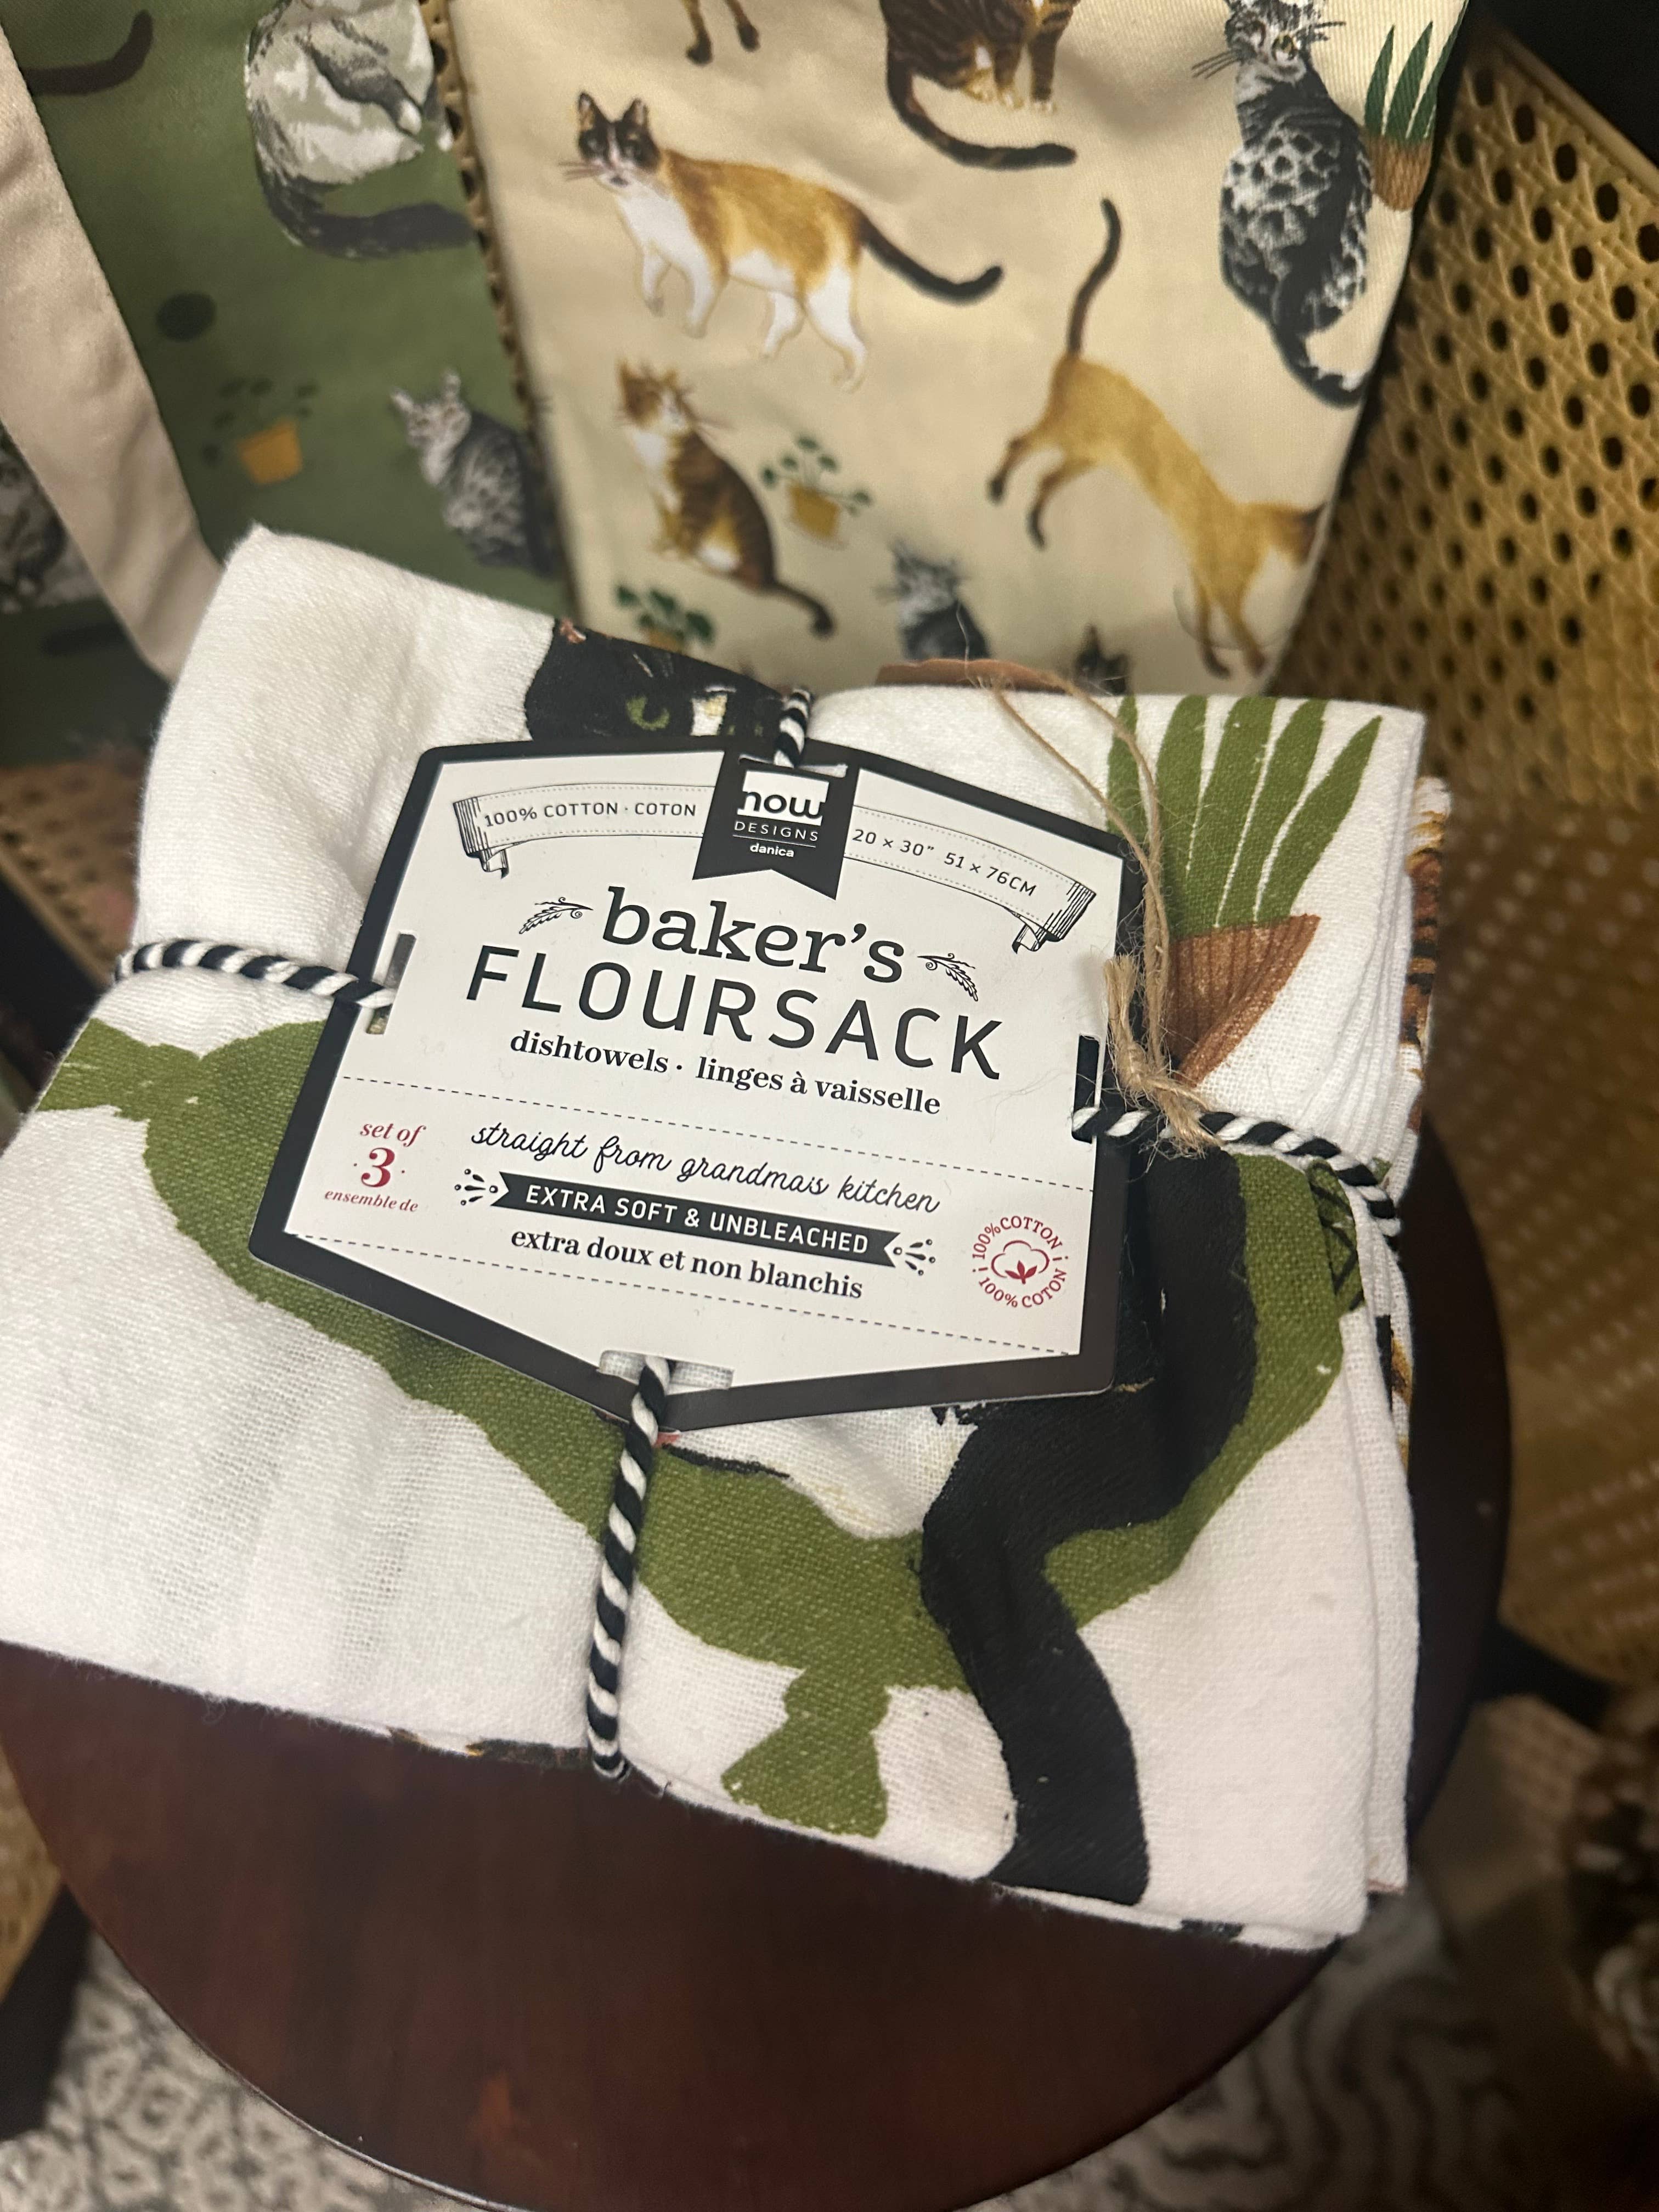 now
DESIGNS
danica
100% COTTON · COTON
20 × 30” 51 × 76CM
baker’s
FLOURSACK
dishtowels · linges à vaisselle
set of
· 3 ·
ensemble de
straight from grandma's kitchen
EXTRA SOFT & UNBLEACHED
extra doux et non blanchis
100% COTTON
100% COTON